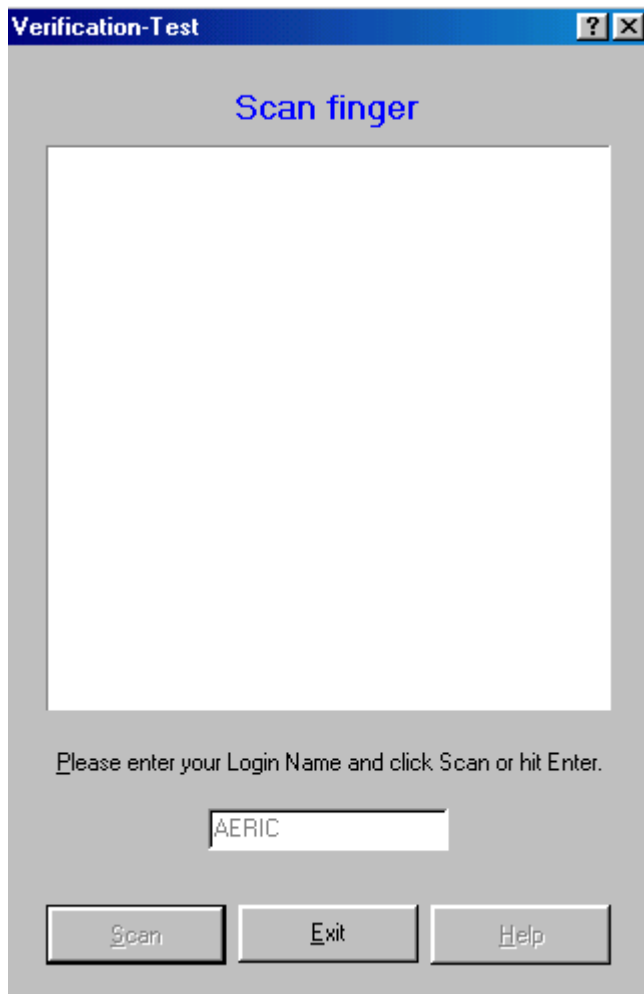 Verification-Test
Scan finger
Please enter your Login Name and click Scan or hit Enter.
AERIC
Scan Exit Help